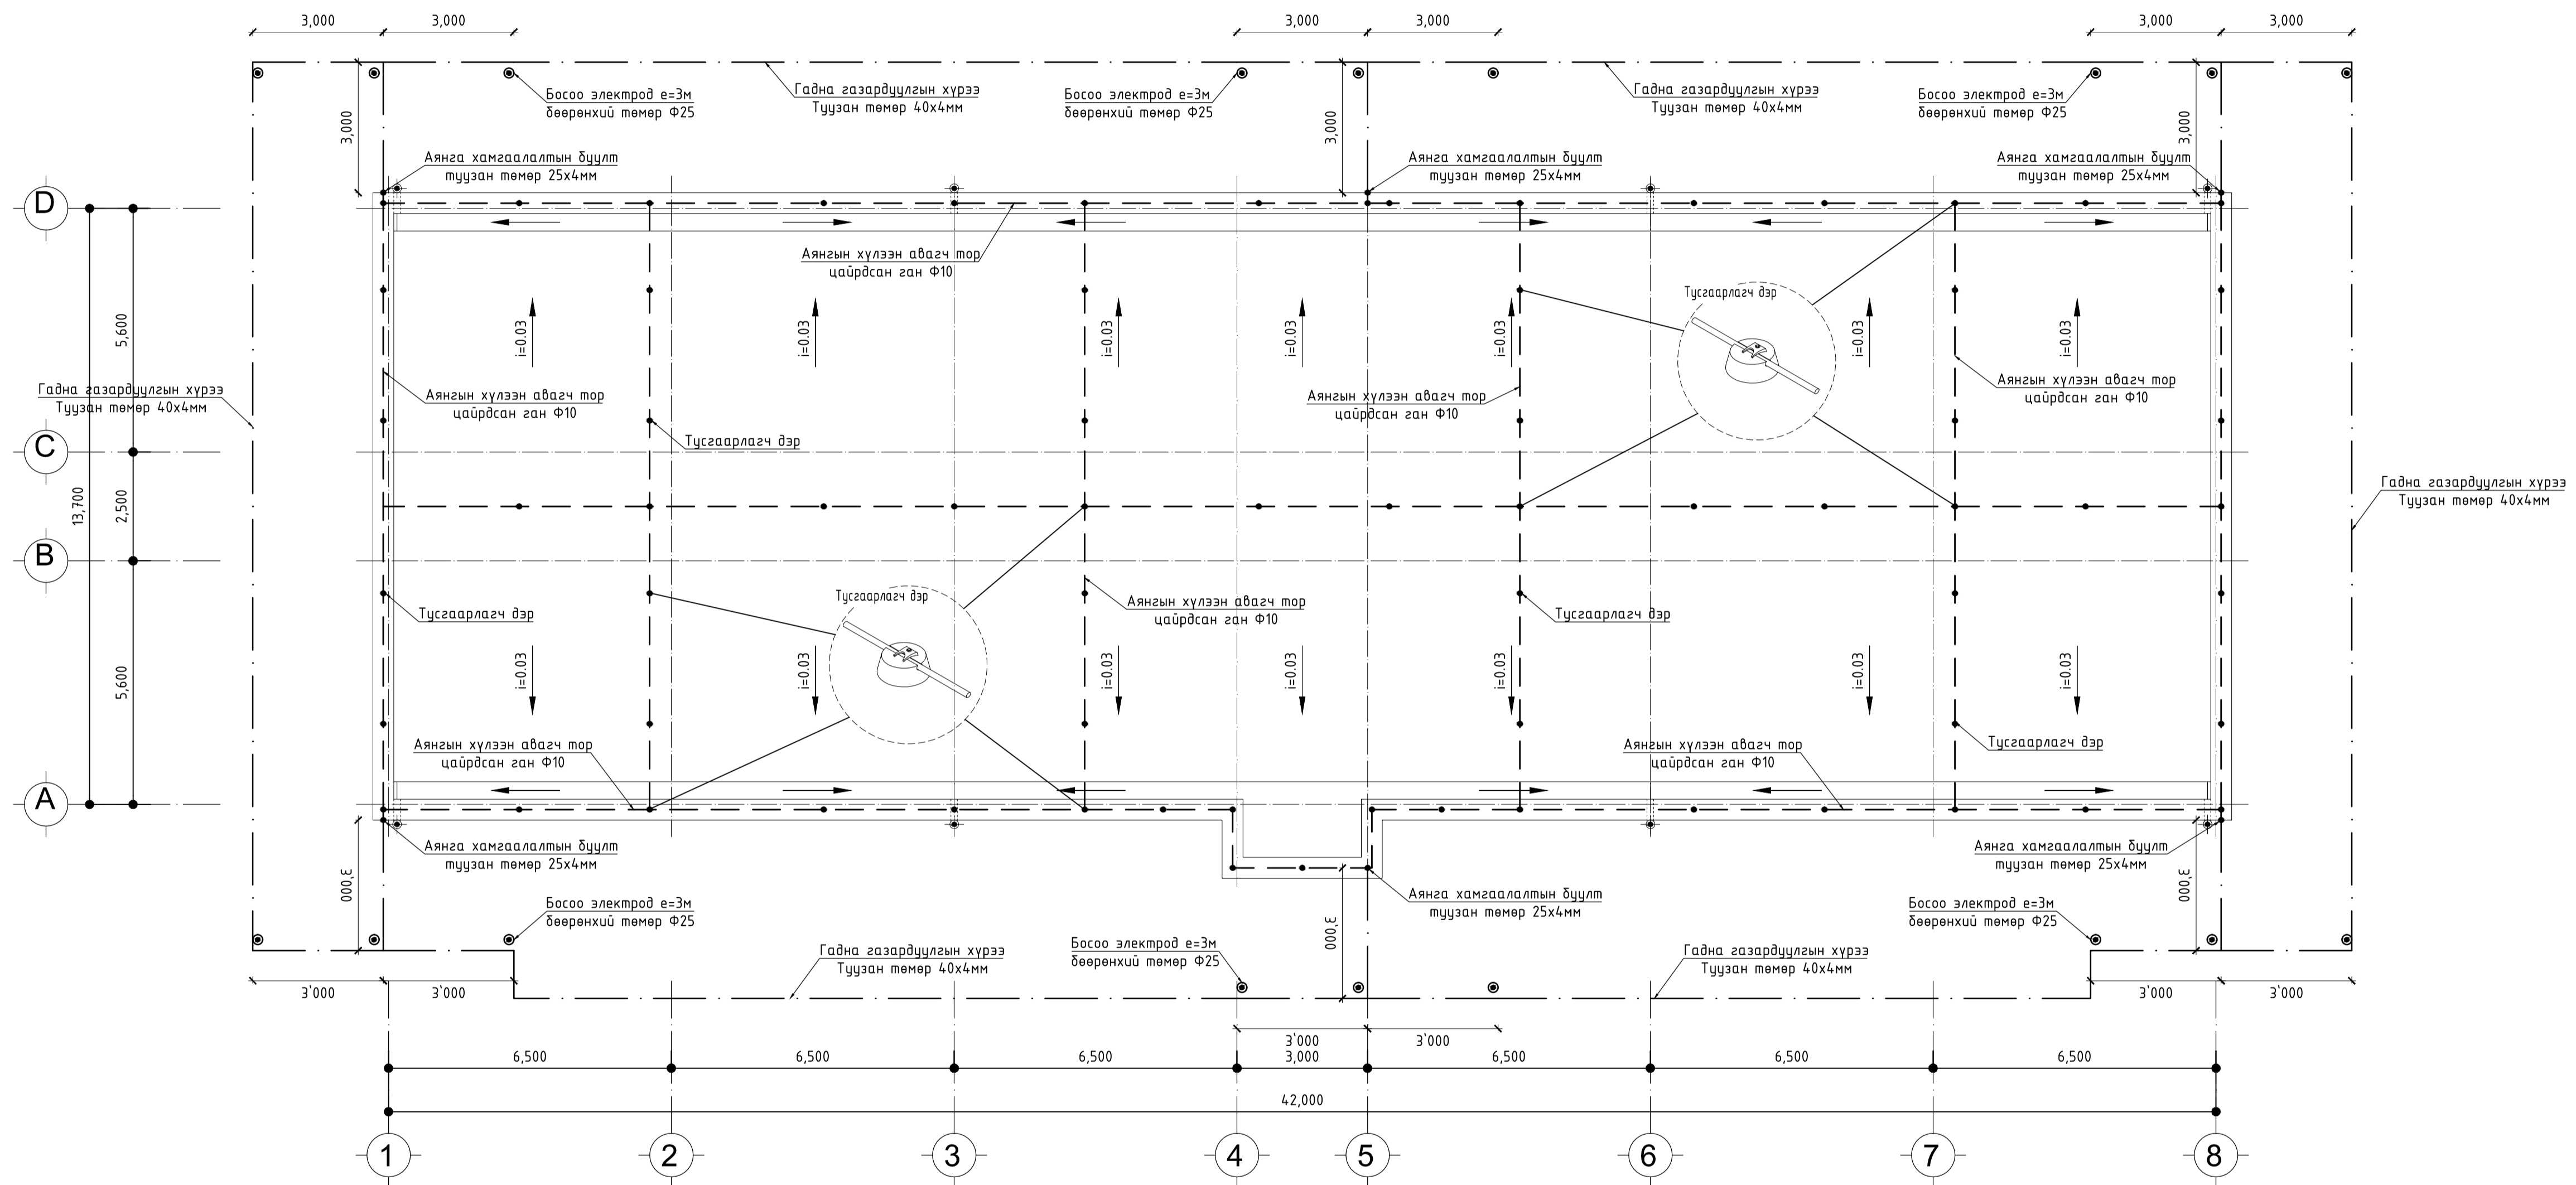 3,000
3,000
3,000
3,000
3,000
3,000
Босоо электрод e=3м
бөөрөнхий төмөр Ф25
Гадна газардуулгын хүрээ
Туузан төмөр 40x4мм
Босоо электрод e=3м
бөөрөнхий төмөр Ф25
Гадна газардуулгын хүрээ
Туузан төмөр 40x4мм
Босоо электрод e=3м
бөөрөнхий төмөр Ф25
3,000
3,000
3,000
Аянга хамгаалалтын буулт
туузан төмөр 25x4мм
Аянга хамгаалалтын буулт
туузан төмөр 25x4мм
Аянга хамгаалалтын буулт
туузан төмөр 25x4мм
D
Аянгын хүлээн авагч тор
цайрдсан ган Ф10
Тусгаарлагч дэр
i=0.03
i=0.03
i=0.03
i=0.03
i=0.03
i=0.03
i=0.03
5,600
Гадна газардуулгын хүрээ
Туузан төмөр 40x4мм
Аянгын хүлээн авагч тор
цайрдсан ган Ф10
Аянгын хүлээн авагч тор
цайрдсан ган Ф10
Аянгын хүлээн авагч тор
цайрдсан ган Ф10
C
Тусгаарлагч дэр
Гадна газардуулгын хүрээ
Туузан төмөр 40x4мм
13,700
2,500
B
Тусгаарлагч дэр
Тусгаарлагч дэр
Аянгын хүлээн авагч тор
цайрдсан ган Ф10
Тусгаарлагч дэр
5,600
i=0.03
i=0.03
i=0.03
i=0.03
i=0.03
i=0.03
i=0.03
Аянгын хүлээн авагч тор
цайрдсан ган Ф10
Аянгын хүлээн авагч тор
цайрдсан ган Ф10
Тусгаарлагч дэр
A
Аянга хамгаалалтын буулт
туузан төмөр 25x4мм
Аянга хамгаалалтын буулт
туузан төмөр 25x4мм
Аянга хамгаалалтын буулт
туузан төмөр 25x4мм
3,000
3,000
3,000
Босоо электрод e=3м
бөөрөнхий төмөр Ф25
Босоо электрод e=3м
бөөрөнхий төмөр Ф25
Босоо электрод e=3м
бөөрөнхий төмөр Ф25
Гадна газардуулгын хүрээ
Туузан төмөр 40x4мм
Гадна газардуулгын хүрээ
Туузан төмөр 40x4мм
3,000
3,000
3,000
3,000
3,000
3,000
6,500
6,500
6,500
3,000
6,500
6,500
6,500
42,000
1
2
3
4
5
6
7
8